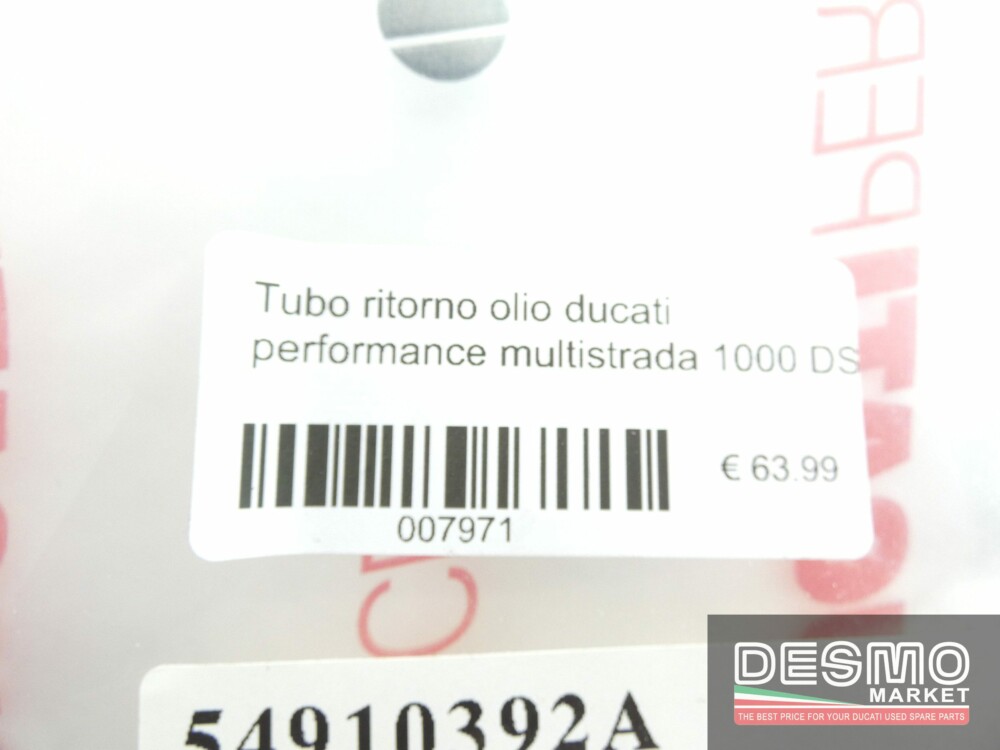 Tubo ritorno olio ducati
performance multistrada 1000 DS
€ 63.99
007971
54910392A
DESMO
MARKET
THE BEST PRICE FOR YOUR DUCATI USED SPARE PARTS